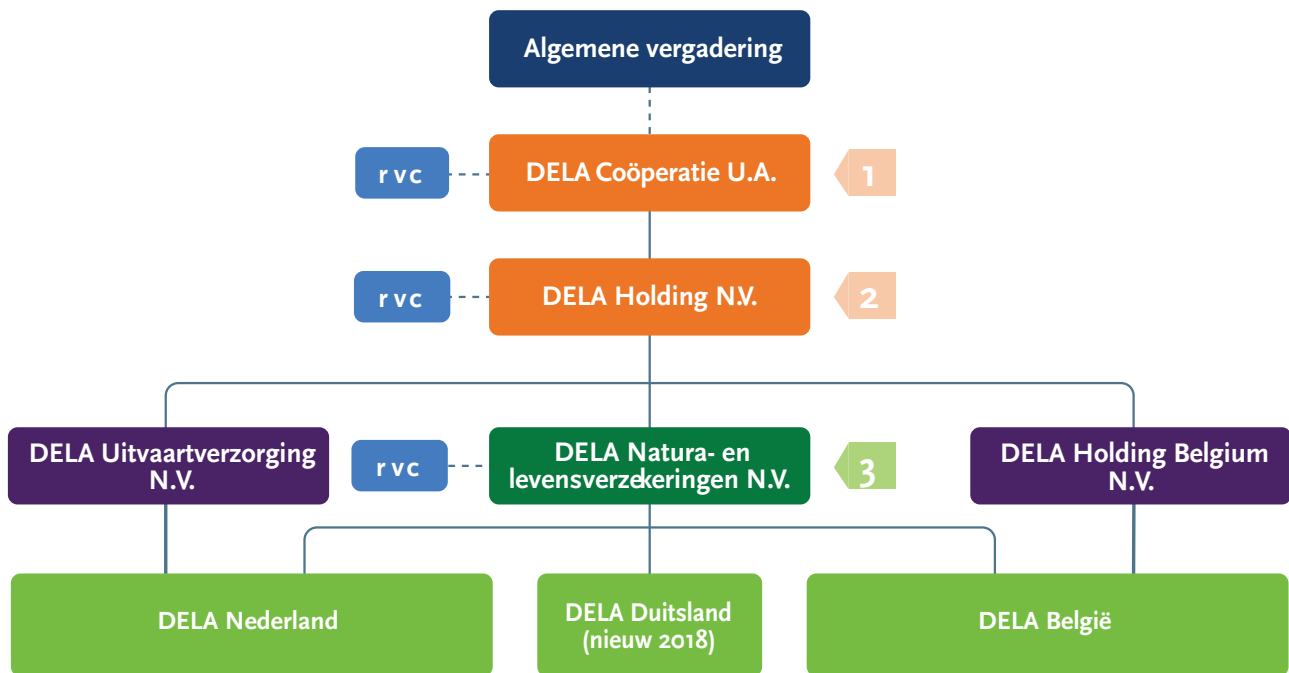 Algemene vergadering
rvc
DELA Coöperatie U.A.
1
rvc
DELA Holding N.V.
2
DELA Uitvaartverzorging
N.V.
rvc
DELA Natura- en
levensverzekeringen N.V.
3
DELA Holding Belgium
N.V.
DELA Nederland
DELA Duitsland
(nieuw 2018)
DELA België